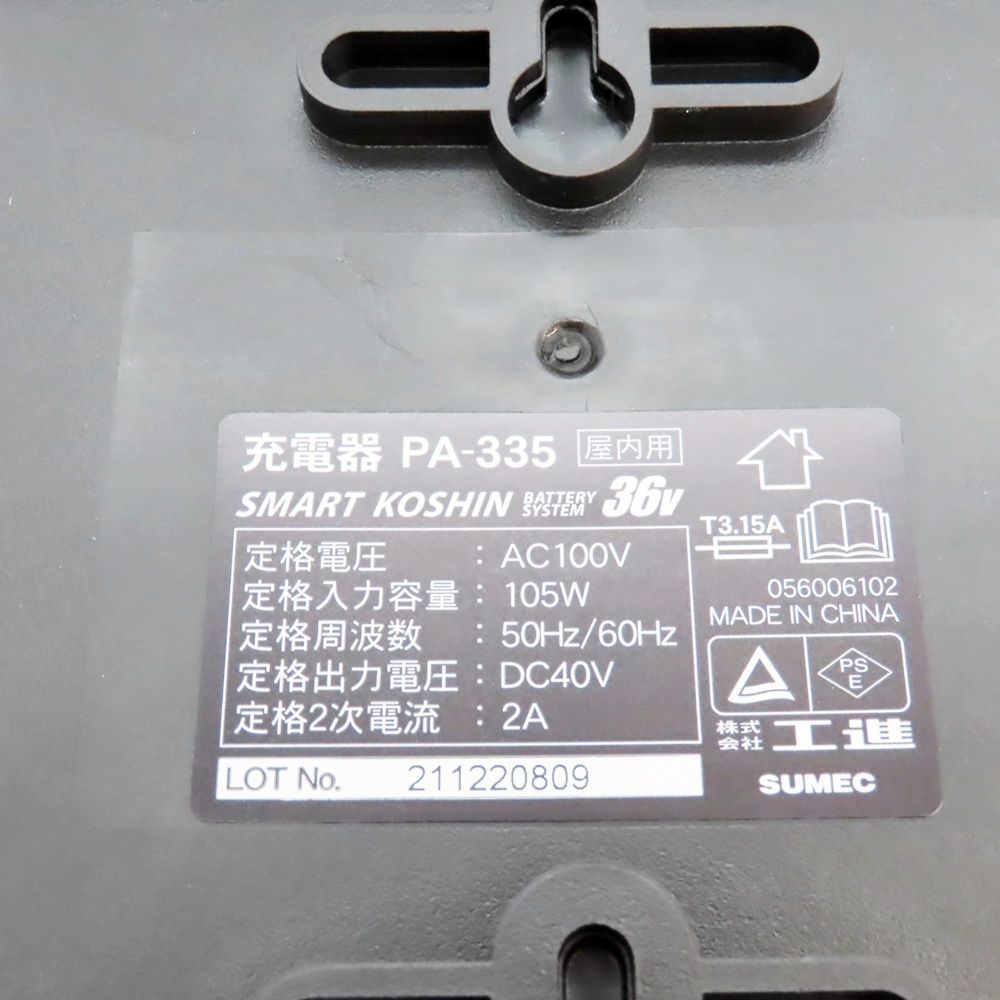 充電器 PA-335 屋内用
SMART KOSHIN BATTERY SYSTEM 36V
T3.15A
定格電圧 : AC100V
定格入力容量 : 105W
定格周波数 : 50Hz/60Hz
定格出力電圧 : DC40V
定格2次電流 : 2A
056006102
MADE IN CHINA
PS
E
株式会社 工進
LOT No. 211220809
SUMEC